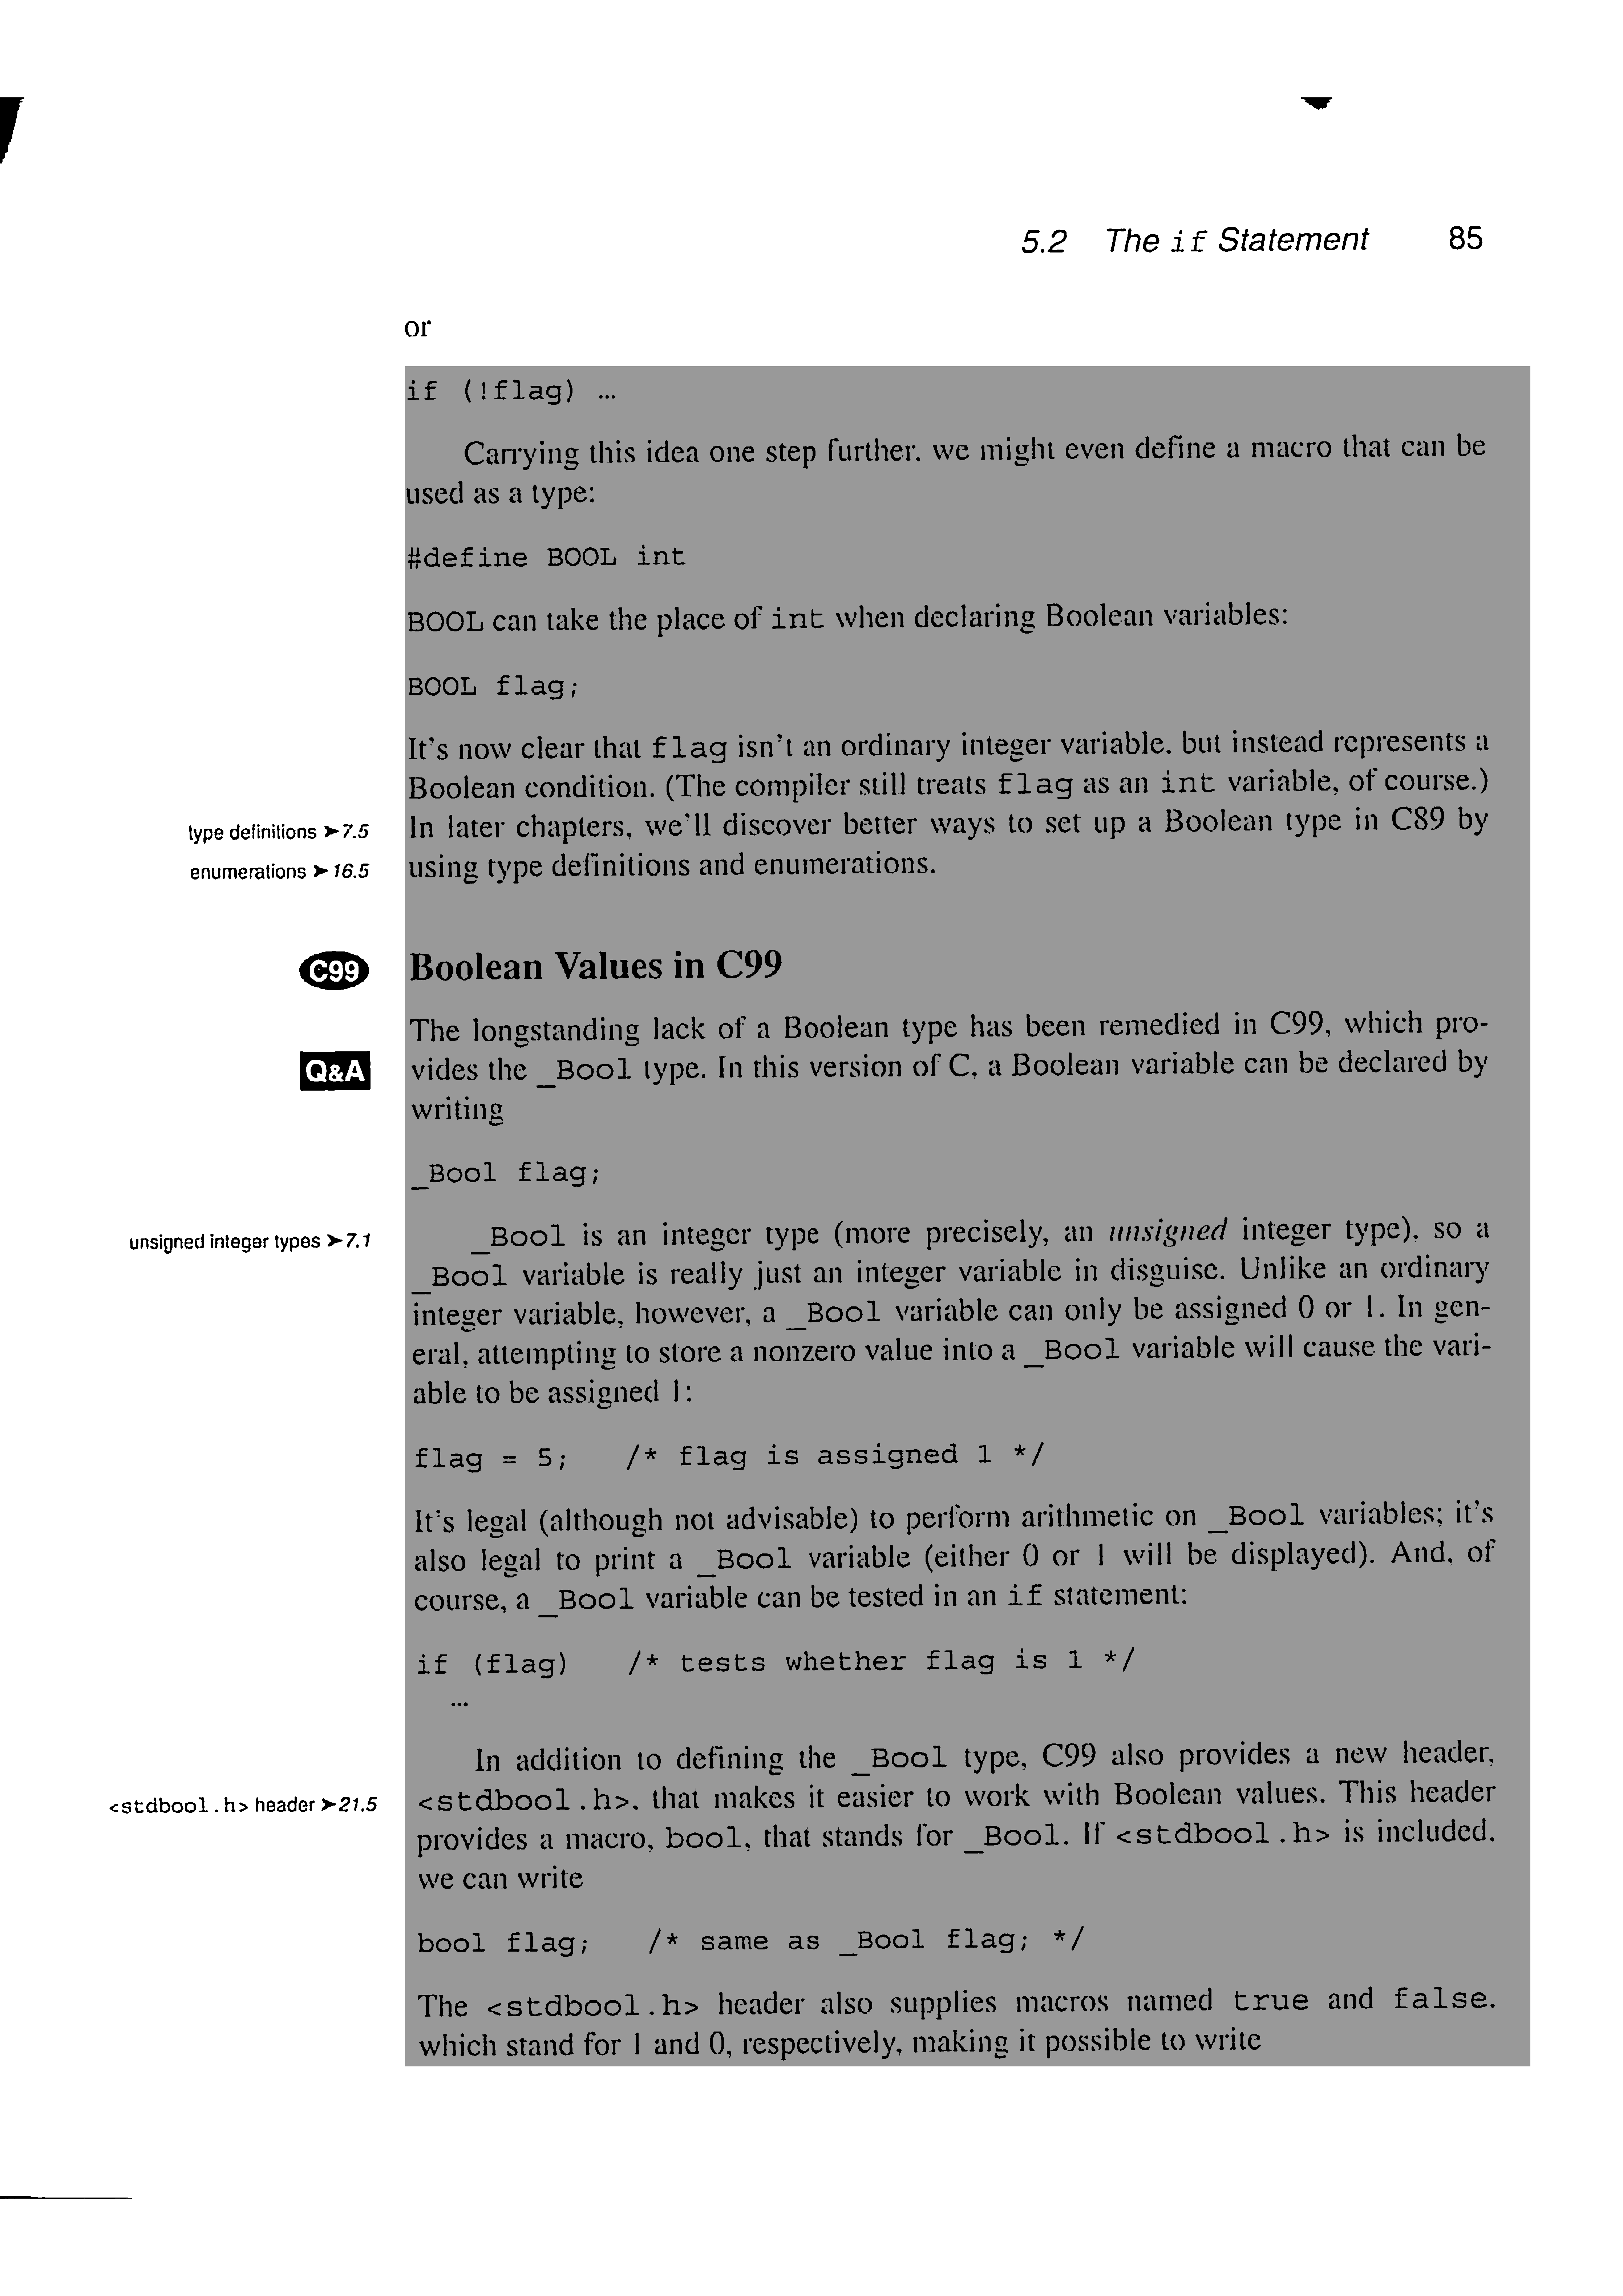 5.2 The if Statement 85
or
if (!flag) …
Carrying this idea one step further, we might even define a macro that can be
used as a type:
#define BOOL int
BOOL can take the place of int when declaring Boolean variables:
BOOL flag;
It's now clear that flag isn't an ordinary integer variable, but instead represents a
Boolean condition. (The compiler still treats flag as an int variable, of course.)
type definitions ➤7.5
In later chapters, we'll discover better ways to set up a Boolean type in C89 by
enumerations ➤16.5
using type definitions and enumerations.
C99
Boolean Values in C99
The longstanding lack of a Boolean type has been remedied in C99, which pro-
Q&A
vides the _Bool type. In this version of C, a Boolean variable can be declared by
writing
_Bool flag;
unsigned integer types ➤7.1
_Bool is an integer type (more precisely, an unsigned integer type), so a
_Bool variable is really just an integer variable in disguise. Unlike an ordinary
integer variable, however, a _Bool variable can only be assigned 0 or 1. In gen-
eral, attempting to store a nonzero value into a _Bool variable will cause the vari-
able to be assigned 1:
flag = 5; /* flag is assigned 1 */
It's legal (although not advisable) to perform arithmetic on _Bool variables; it's
also legal to print a _Bool variable (either 0 or 1 will be displayed). And, of
course, a _Bool variable can be tested in an if statement:
if (flag) /* tests whether flag is 1 */
…
In addition to defining the _Bool type, C99 also provides a new header,
<stdbool.h> header ➤21.5
<stdbool.h>, that makes it easier to work with Boolean values. This header
provides a macro, bool, that stands for _Bool. If <stdbool.h> is included,
we can write
bool flag; /* same as _Bool flag; */
The <stdbool.h> header also supplies macros named true and false,
which stand for 1 and 0, respectively, making it possible to write